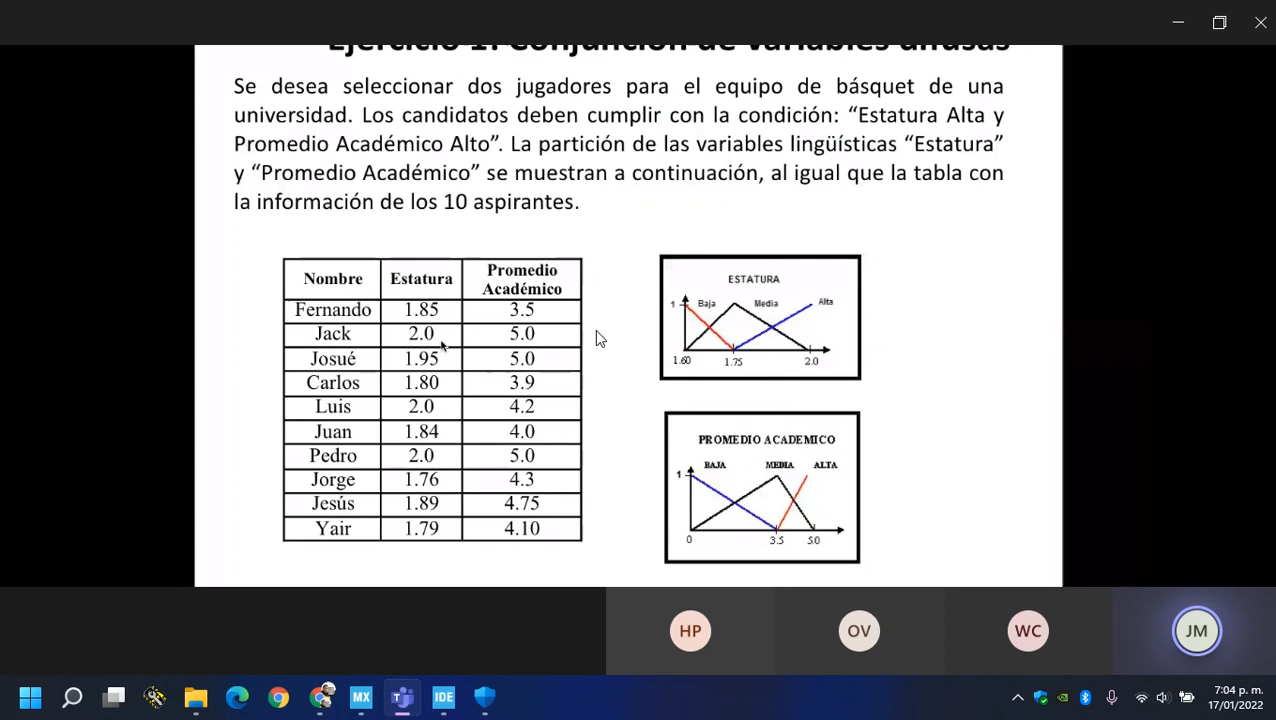 Ejercicio 1: Conjunción de variables difusas
Se desea seleccionar dos jugadores para el equipo de básquet de una
universidad. Los candidatos deben cumplir con la condición: “Estatura Alta y
Promedio Académico Alto”. La partición de las variables lingüísticas “Estatura”
y “Promedio Académico” se muestran a continuación, al igual que la tabla con
la información de los 10 aspirantes.
Nombre Estatura Promedio Académico
Fernando 1.85 3.5
Jack 2.0 5.0
Josué 1.95 5.0
Carlos 1.80 3.9
Luis 2.0 4.2
Juan 1.84 4.0
Pedro 2.0 5.0
Jorge 1.76 4.3
Jesús 1.89 4.75
Yair 1.79 4.10
ESTATURA
1 Baja Media Alta
1.60 1.75 2.0
PROMEDIO ACADEMICO
BAJA MEDIA ALTA
1
0 3.5 5.0
HP OV WC JM
MX IDE
7:04 p. m.
17/01/2022